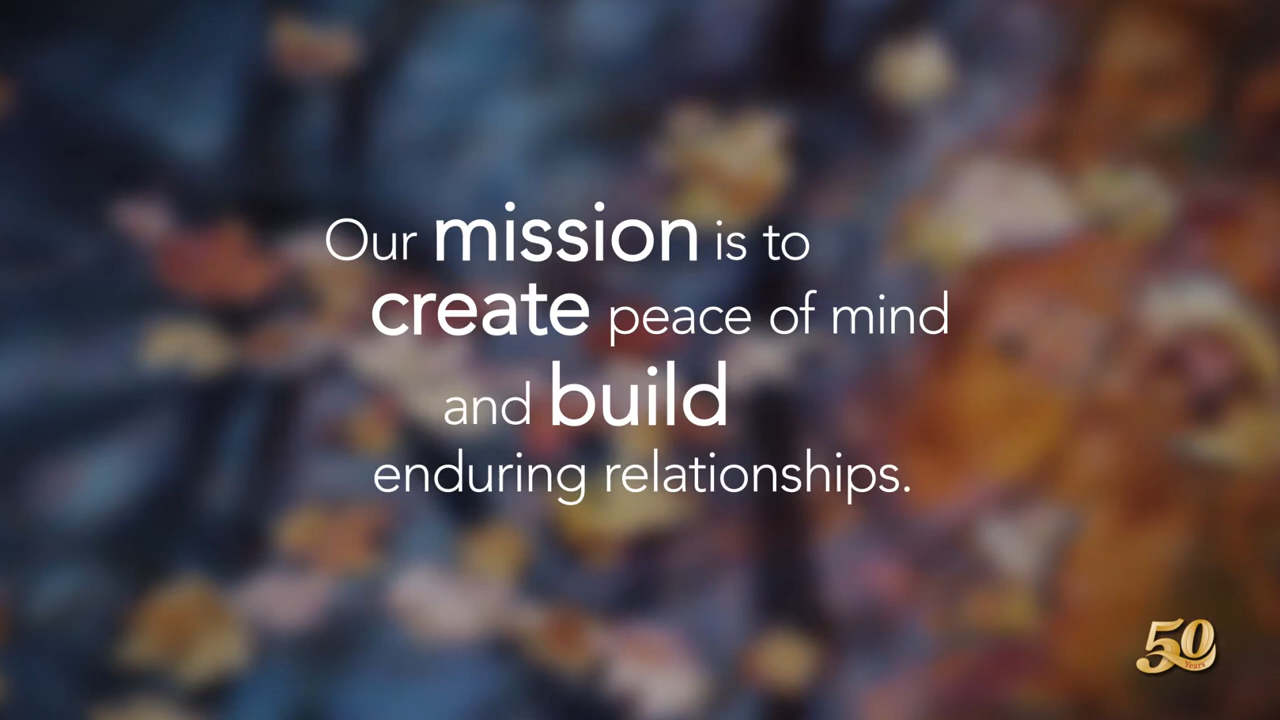 Our mission is to
create peace of mind
and build
enduring relationships.
50
Years